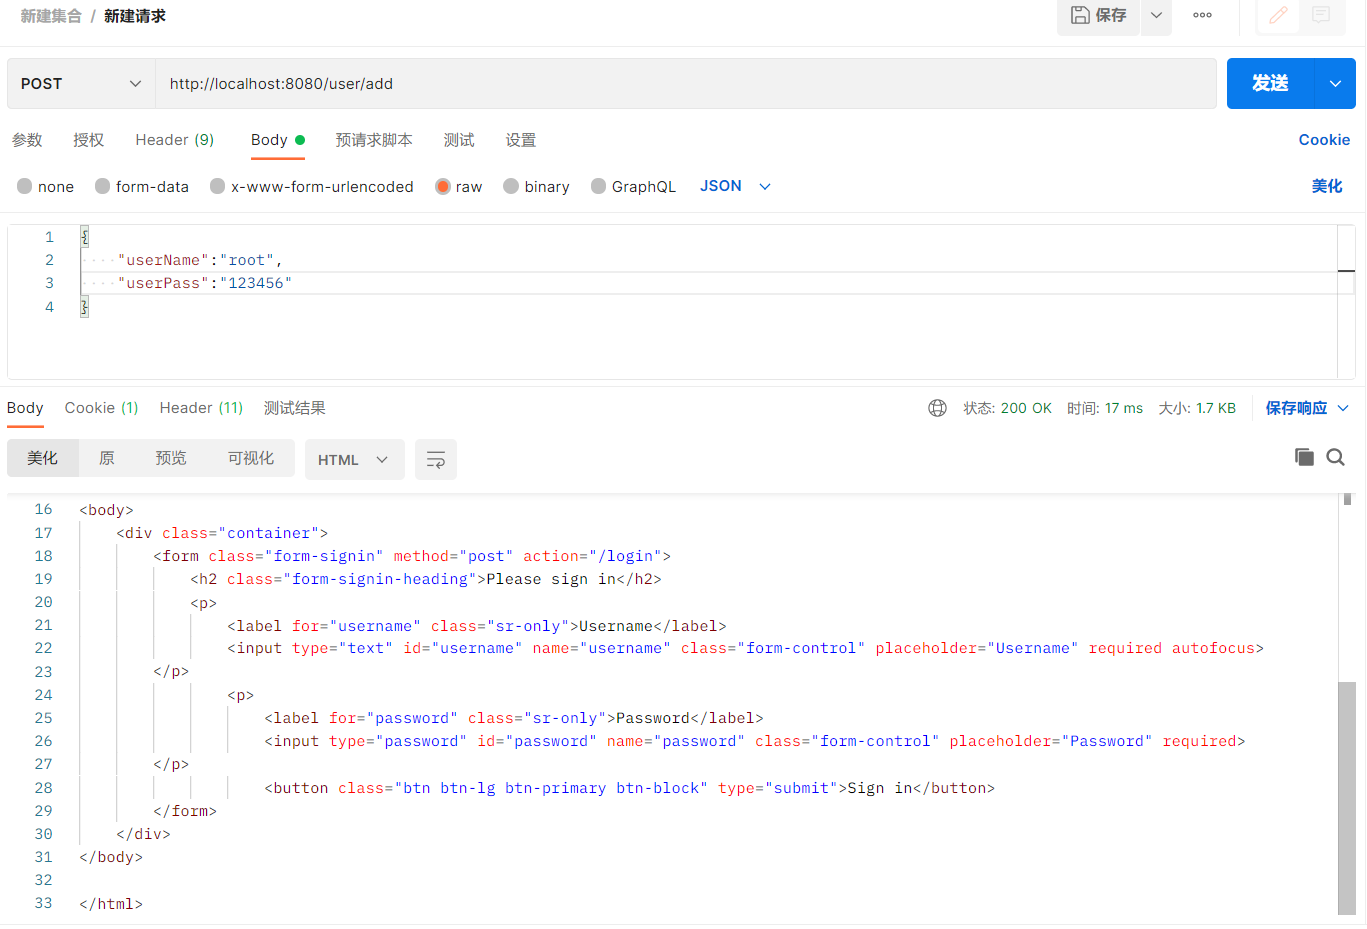 新建集合 / 新建请求
保存
POST
http://localhost:8080/user/add
发送
参数 授权 Header (9) Body 预请求脚本 测试 设置 Cookie
none form-data x-www-form-urlencoded raw binary GraphQL JSON 美化
1 {
2 "userName":"root",
3 "userPass":"123456"
4 }
Body Cookie (1) Header (11) 测试结果 状态: 200 OK 时间: 17 ms 大小: 1.7 KB 保存响应
美化 原 预览 可视化 HTML
16 <body>
17 <div class="container">
18 <form class="form-signin" method="post" action="/login">
19 <h2 class="form-signin-heading">Please sign in</h2>
20 <p>
21 <label for="username" class="sr-only">Username</label>
22 <input type="text" id="username" name="username" class="form-control" placeholder="Username" required autofocus>
23 </p>
24 <p>
25 <label for="password" class="sr-only">Password</label>
26 <input type="password" id="password" name="password" class="form-control" placeholder="Password" required>
27 </p>
28 <button class="btn btn-lg btn-primary btn-block" type="submit">Sign in</button>
29 </form>
30 </div>
31 </body>
32
33 </html>